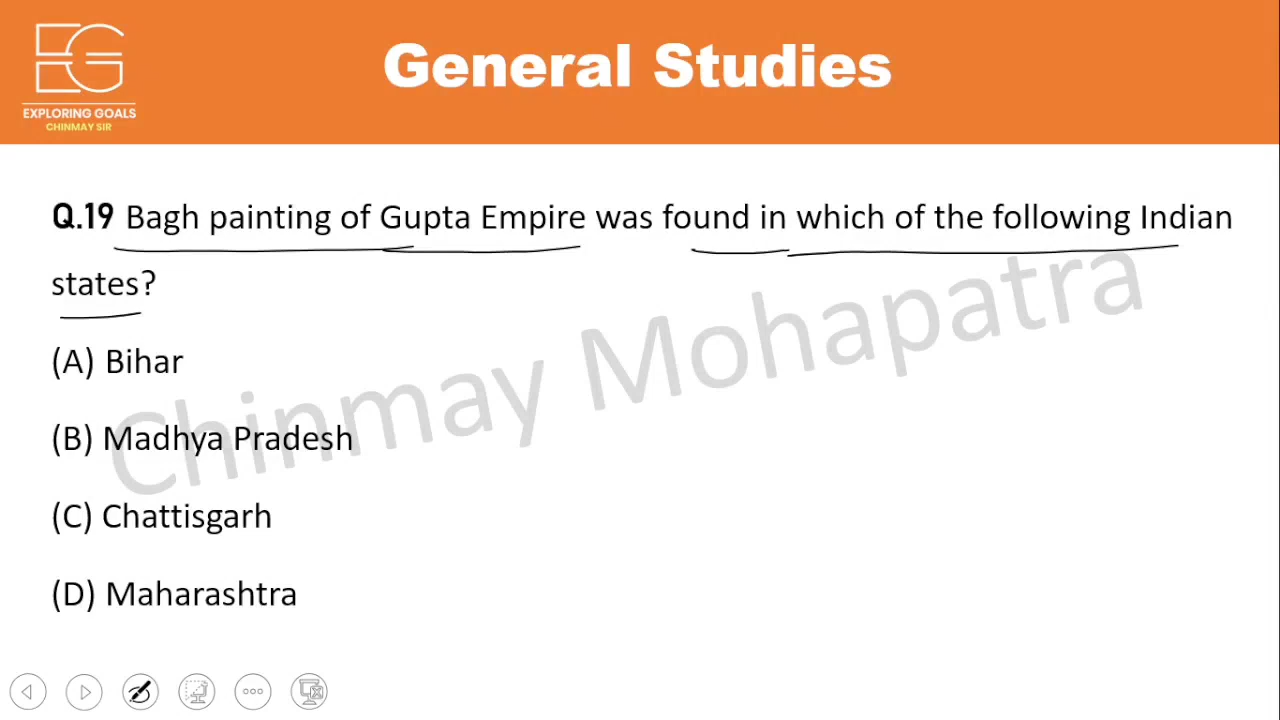 EG
EXPLORING GOALS
CHINMAY SIR
General Studies
Q.19 Bagh painting of Gupta Empire was found in which of the following Indian
states?
(A) Bihar
(B) Madhya Pradesh
(C) Chattisgarh
(D) Maharashtra
Chinmay Mohapatra